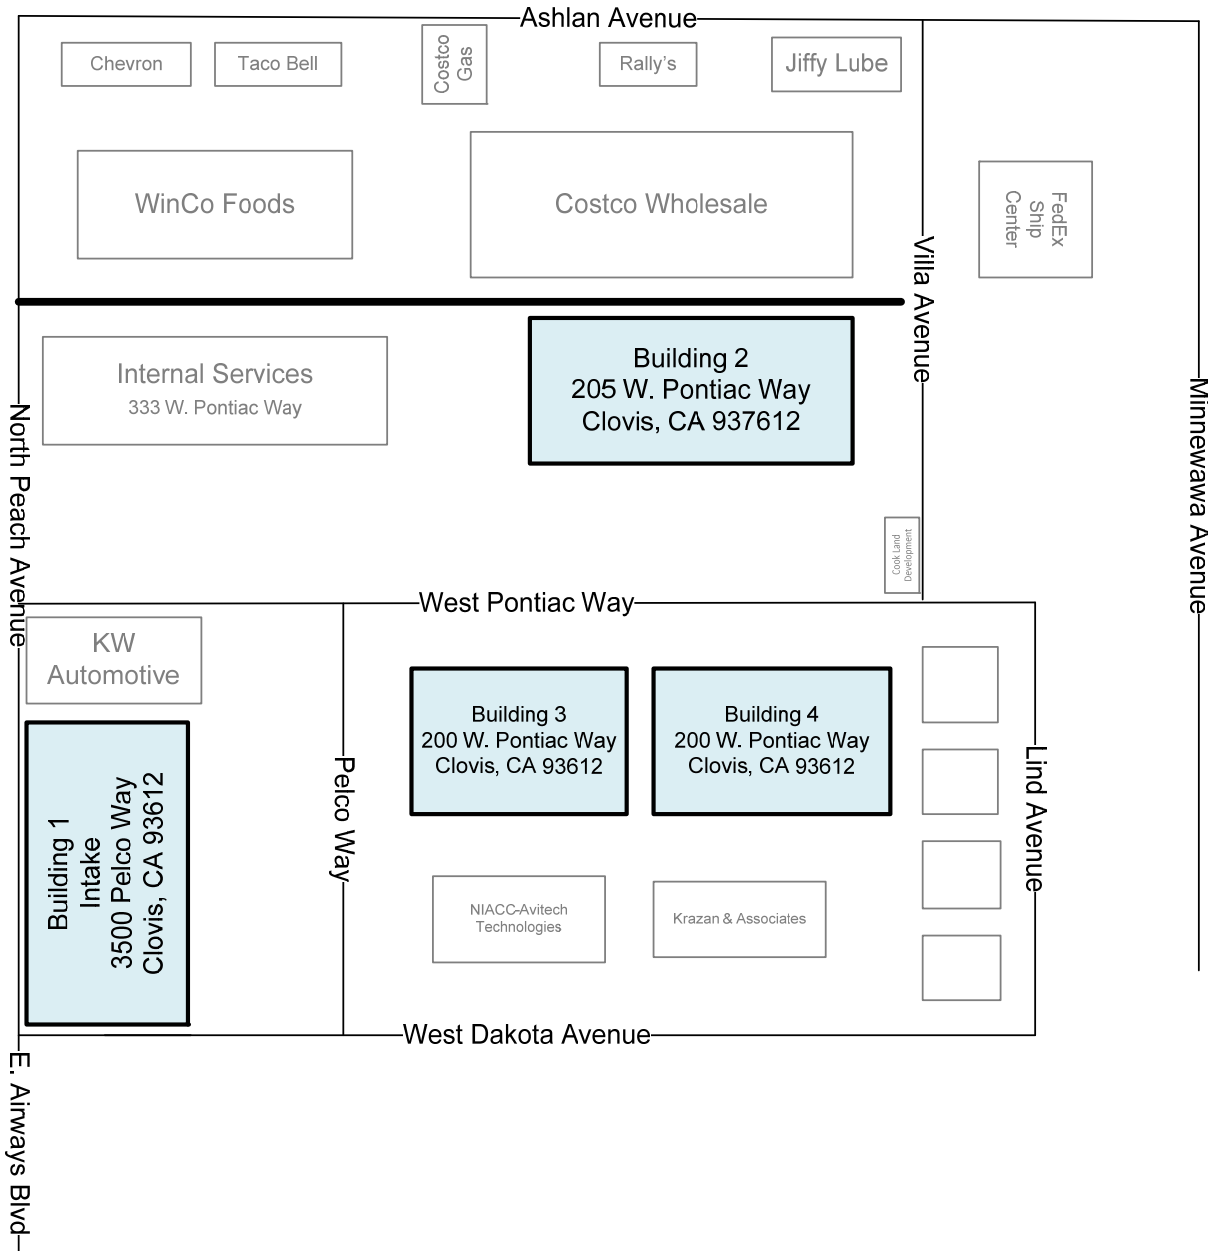 Ashlan Avenue
Chevron
Taco Bell
Costco
Gas
Rally's
Jiffy Lube
WinCo Foods
Costco Wholesale
FedEx
Ship
Center
Villa Avenue
Internal Services
333 W. Pontiac Way
Building 2
205 W. Pontiac Way
Clovis, CA 937612
North Peach Avenue
Minnewawa Avenue
Cook Land
Development
West Pontiac Way
KW
Automotive
Building 3
200 W. Pontiac Way
Clovis, CA 93612
Building 4
200 W. Pontiac Way
Clovis, CA 93612
Building 1
Intake
3500 Pelco Way
Clovis, CA 93612
Pelco Way
Lind Avenue
NIACC-Avitech
Technologies
Krazan & Associates
West Dakota Avenue
E. Airways Blvd